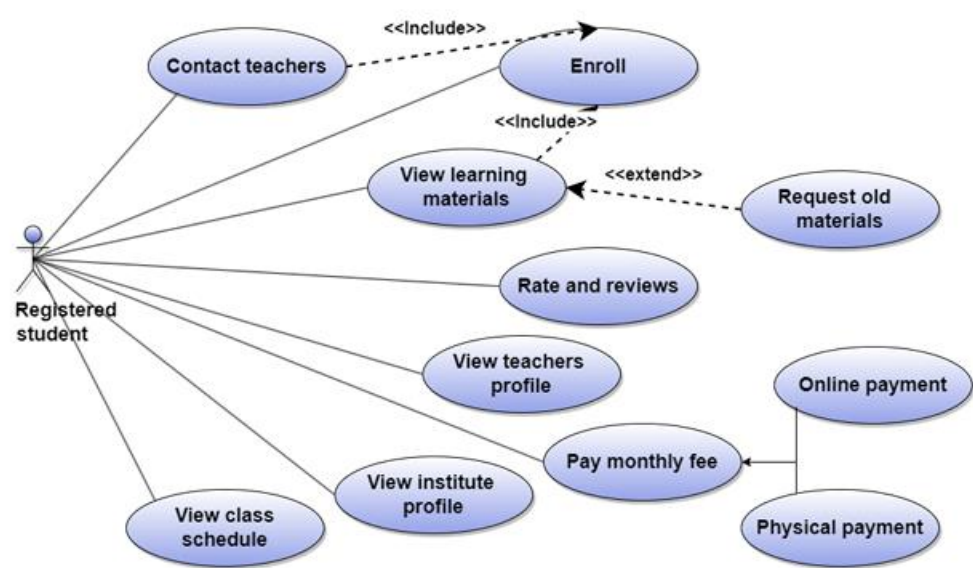 <<Include>>
Contact teachers
Enroll
<<Include>>
View learning
materials
<<extend>>
Request old
materials
Registered
student
Rate and reviews
View teachers
profile
Online payment
Pay monthly fee
View institute
profile
View class
schedule
Physical payment